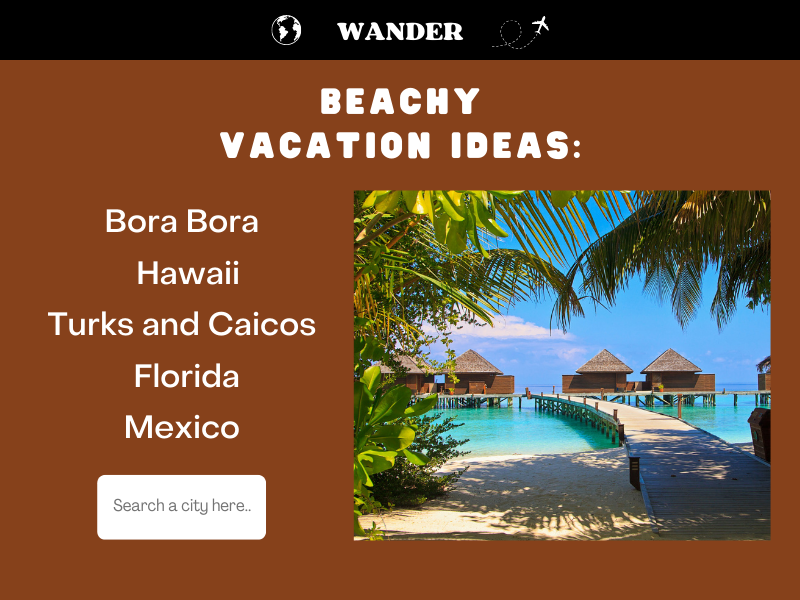 WANDER
BEACHY
VACATION IDEAS:
Bora Bora
Hawaii
Turks and Caicos
Florida
Mexico
Search a city here..